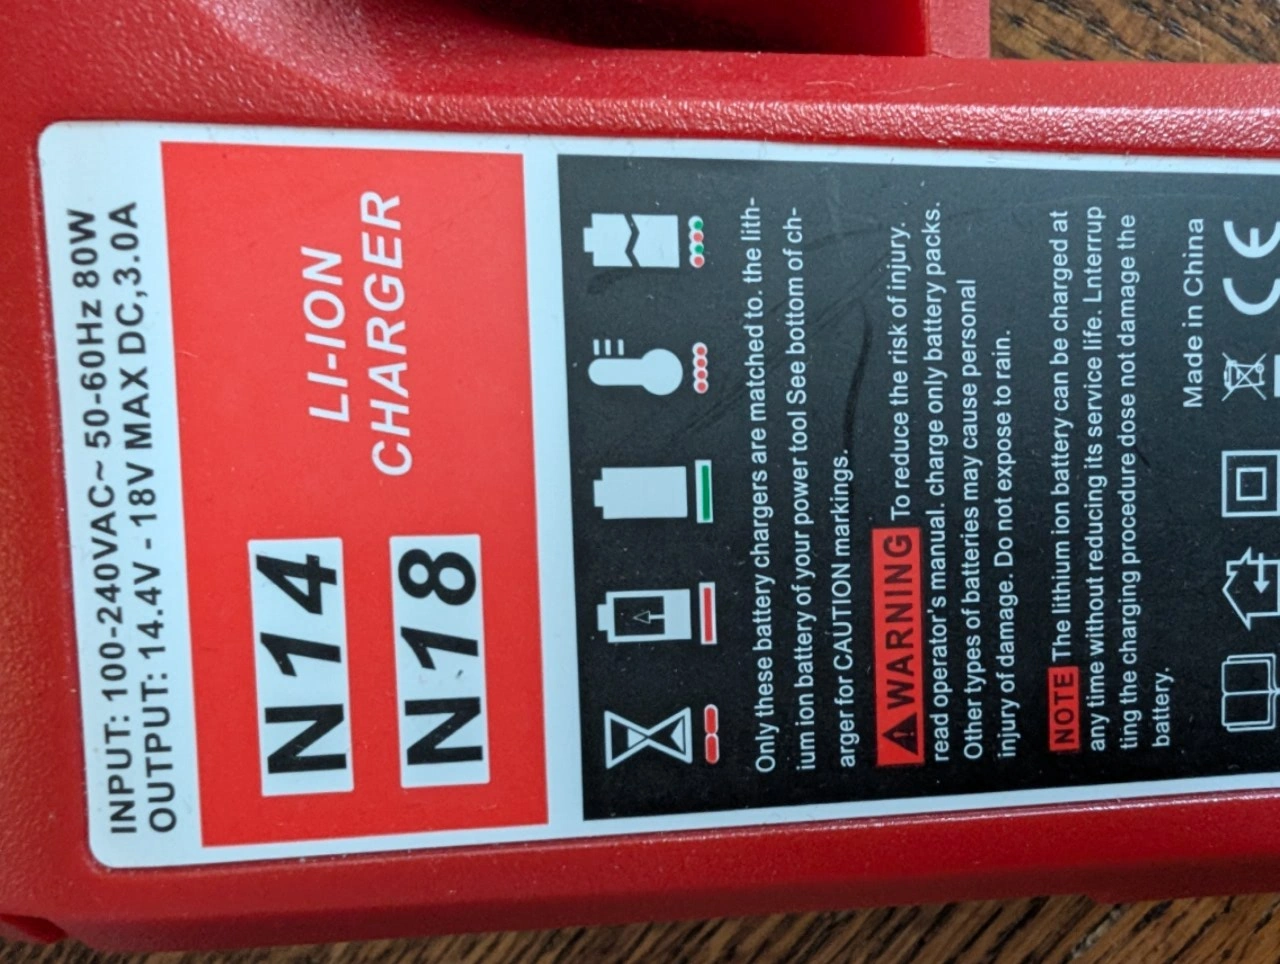 INPUT: 100-240VAC~ 50-60Hz 80W
OUTPUT: 14.4V - 18V MAX DC,3.0A
N14
N18
LI-ION
CHARGER
Only these battery chargers are matched to. the lith-
ium ion battery of your power tool See bottom of ch-
arger for CAUTION markings.
WARNING To reduce the risk of injury.
read operator's manual. charge only battery packs.
Other types of batteries may cause personal
injury of damage. Do not expose to rain.
NOTE The lithium ion battery can be charged at
any time without reducing its service life. Lnterrup
ting the charging procedure dose not damage the
battery.
Made in China
CE